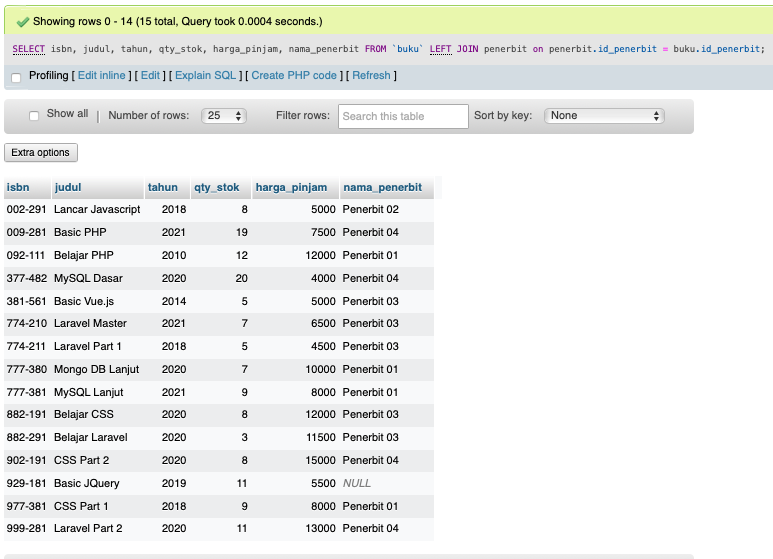 Showing rows 0 - 14 (15 total, Query took 0.0004 seconds.)
SELECT isbn, judul, tahun, qty_stok, harga_pinjam, nama_penerbit FROM `buku` LEFT JOIN penerbit on penerbit.id_penerbit = buku.id_penerbit;
Profiling [ Edit inline ] [ Edit ] [ Explain SQL ] [ Create PHP code ] [ Refresh ]
Show all | Number of rows: 25 Filter rows: Search this table Sort by key: None
Extra options
isbn judul tahun qty_stok harga_pinjam nama_penerbit
002-291 Lancar Javascript 2018 8 5000 Penerbit 02
009-281 Basic PHP 2021 19 7500 Penerbit 04
092-111 Belajar PHP 2010 12 12000 Penerbit 01
377-482 MySQL Dasar 2020 20 4000 Penerbit 04
381-561 Basic Vue.js 2014 5 5000 Penerbit 03
774-210 Laravel Master 2021 7 6500 Penerbit 03
774-211 Laravel Part 1 2018 5 4500 Penerbit 03
777-380 Mongo DB Lanjut 2020 7 10000 Penerbit 01
777-381 MySQL Lanjut 2021 9 8000 Penerbit 01
882-191 Belajar CSS 2020 8 12000 Penerbit 03
882-291 Belajar Laravel 2020 3 11500 Penerbit 03
902-191 CSS Part 2 2020 8 15000 Penerbit 04
929-181 Basic JQuery 2019 11 5500 NULL
977-381 CSS Part 1 2018 9 8000 Penerbit 01
999-281 Laravel Part 2 2020 11 13000 Penerbit 04